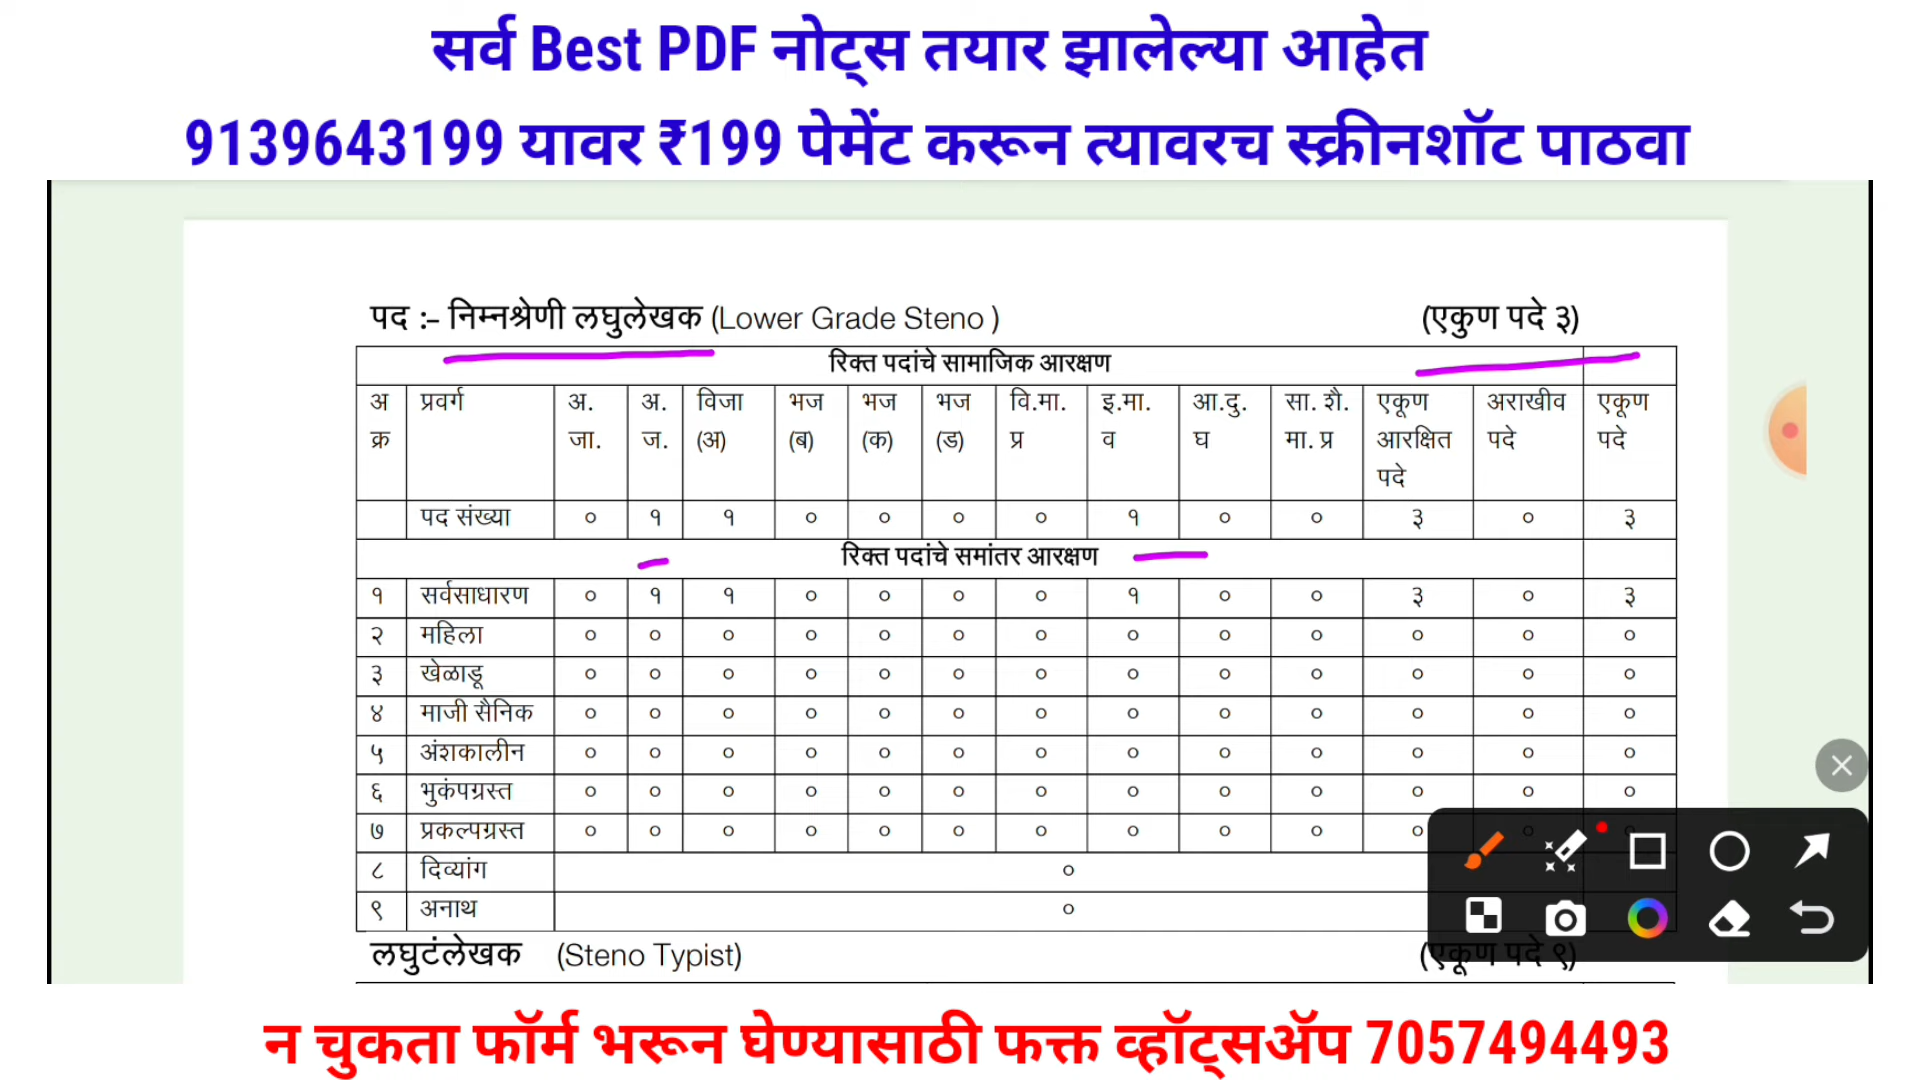 सर्व Best PDF नोट्स तयार झालेल्या आहेत
9139643199 यावर ₹199 पेमेंट करून त्यावरच स्क्रीनशॉट पाठवा
पद :- निम्नश्रेणी लघुलेखक (Lower Grade Steno ) (एकुण पदे ३)
रिक्त पदांचे सामाजिक आरक्षण
अ क्र प्रवर्ग अ. जा. अ. ज. विजा (अ) भज (ब) भज (क) भज (ड) वि.मा. प्र इ.मा. व आ.दु. घ सा. शै. मा. प्र एकूण आरक्षित पदे अराखीव पदे एकूण पदे
पद संख्या ० १ १ ० ० ० ० १ ० ० ३ ० ३
रिक्त पदांचे समांतर आरक्षण
१ सर्वसाधारण ० १ १ ० ० ० ० १ ० ० ३ ० ३
२ महिला ० ० ० ० ० ० ० ० ० ० ० ० ०
३ खेळाडू ० ० ० ० ० ० ० ० ० ० ० ० ०
४ माजी सैनिक ० ० ० ० ० ० ० ० ० ० ० ० ०
५ अंशकालीन ० ० ० ० ० ० ० ० ० ० ० ० ०
६ भुकंपग्रस्त ० ० ० ० ० ० ० ० ० ० ० ० ०
७ प्रकल्पग्रस्त ० ० ० ० ० ० ० ० ० ० ० ० ०
८ दिव्यांग ०
९ अनाथ ०
लघुटंलेखक (Steno Typist) (एकूण पदे ९)
न चुकता फॉर्म भरून घेण्यासाठी फक्त व्हॉट्सॲप 7057494493